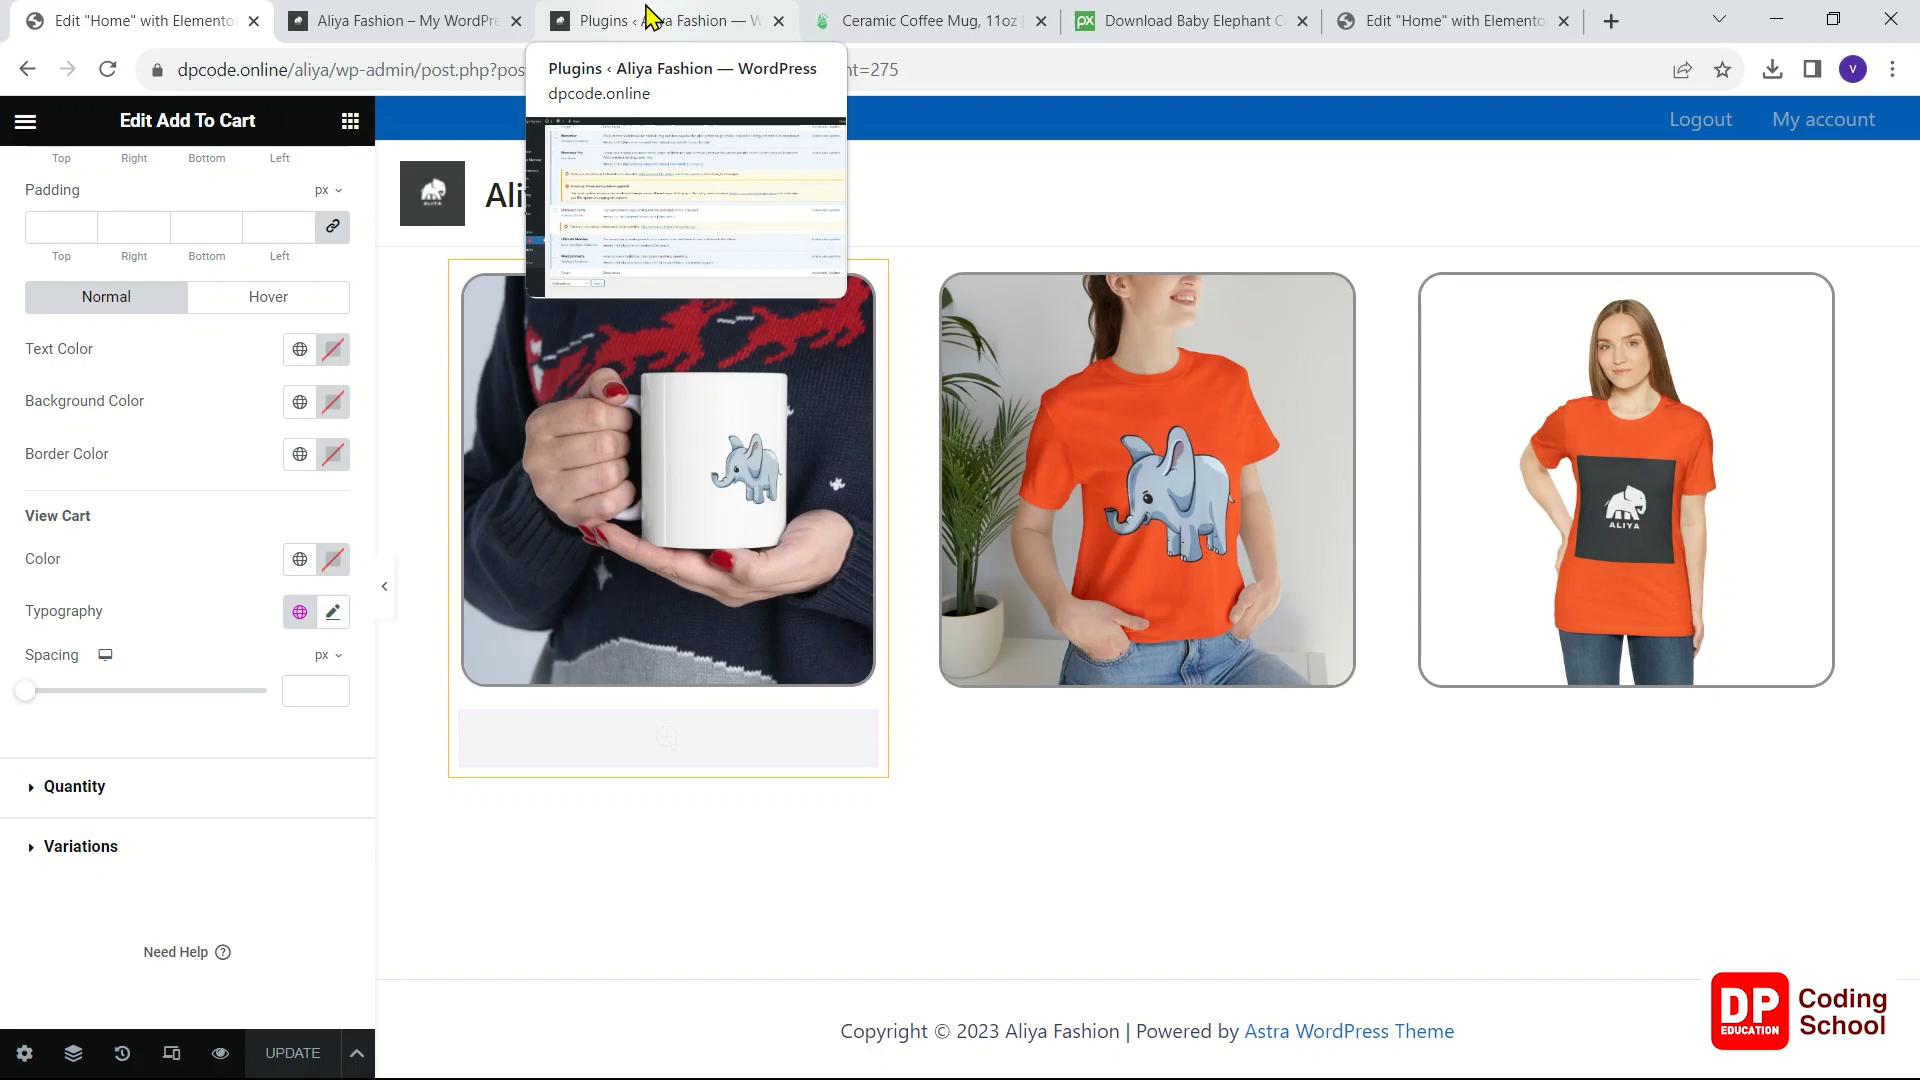 Edit "Home" with Elemento
Aliya Fashion – My WordPre
Plugins ‹ A ya Fashion — W
Ceramic Coffee Mug, 11oz
Download Baby Elephant C
Edit "Home" with Elemento
dpcode.online/aliya/wp-admin/post.php?pos
nt=275
V
Plugins ‹ Aliya Fashion — WordPress
dpcode.online
Edit Add To Cart
Logout
My account
Top Right Bottom Left
Padding
px
Top Right Bottom Left
Normal
Hover
Text Color
Background Color
Border Color
View Cart
Color
Typography
Spacing
px
Quantity
Variations
Need Help
UPDATE
ALIYA
Ali
ALIYA
Copyright © 2023 Aliya Fashion | Powered by Astra WordPress Theme
DP
EDUCATION
Coding
School